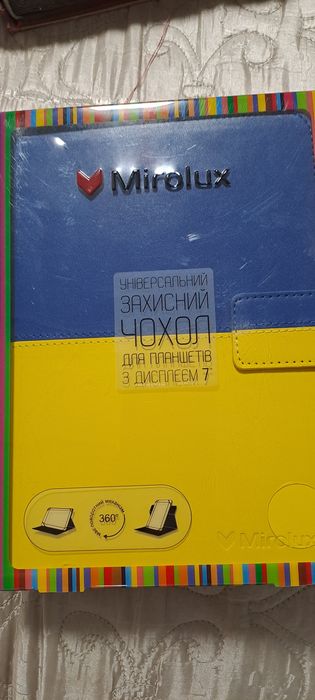 Mirolux
УНІВЕРСАЛЬНИЙ
ЗАХИСНИЙ
ЧОХОЛ
ДЛЯ ПЛАНШЕТІВ
З ДИСПЛЕЄМ 7"
360°
Mirolux